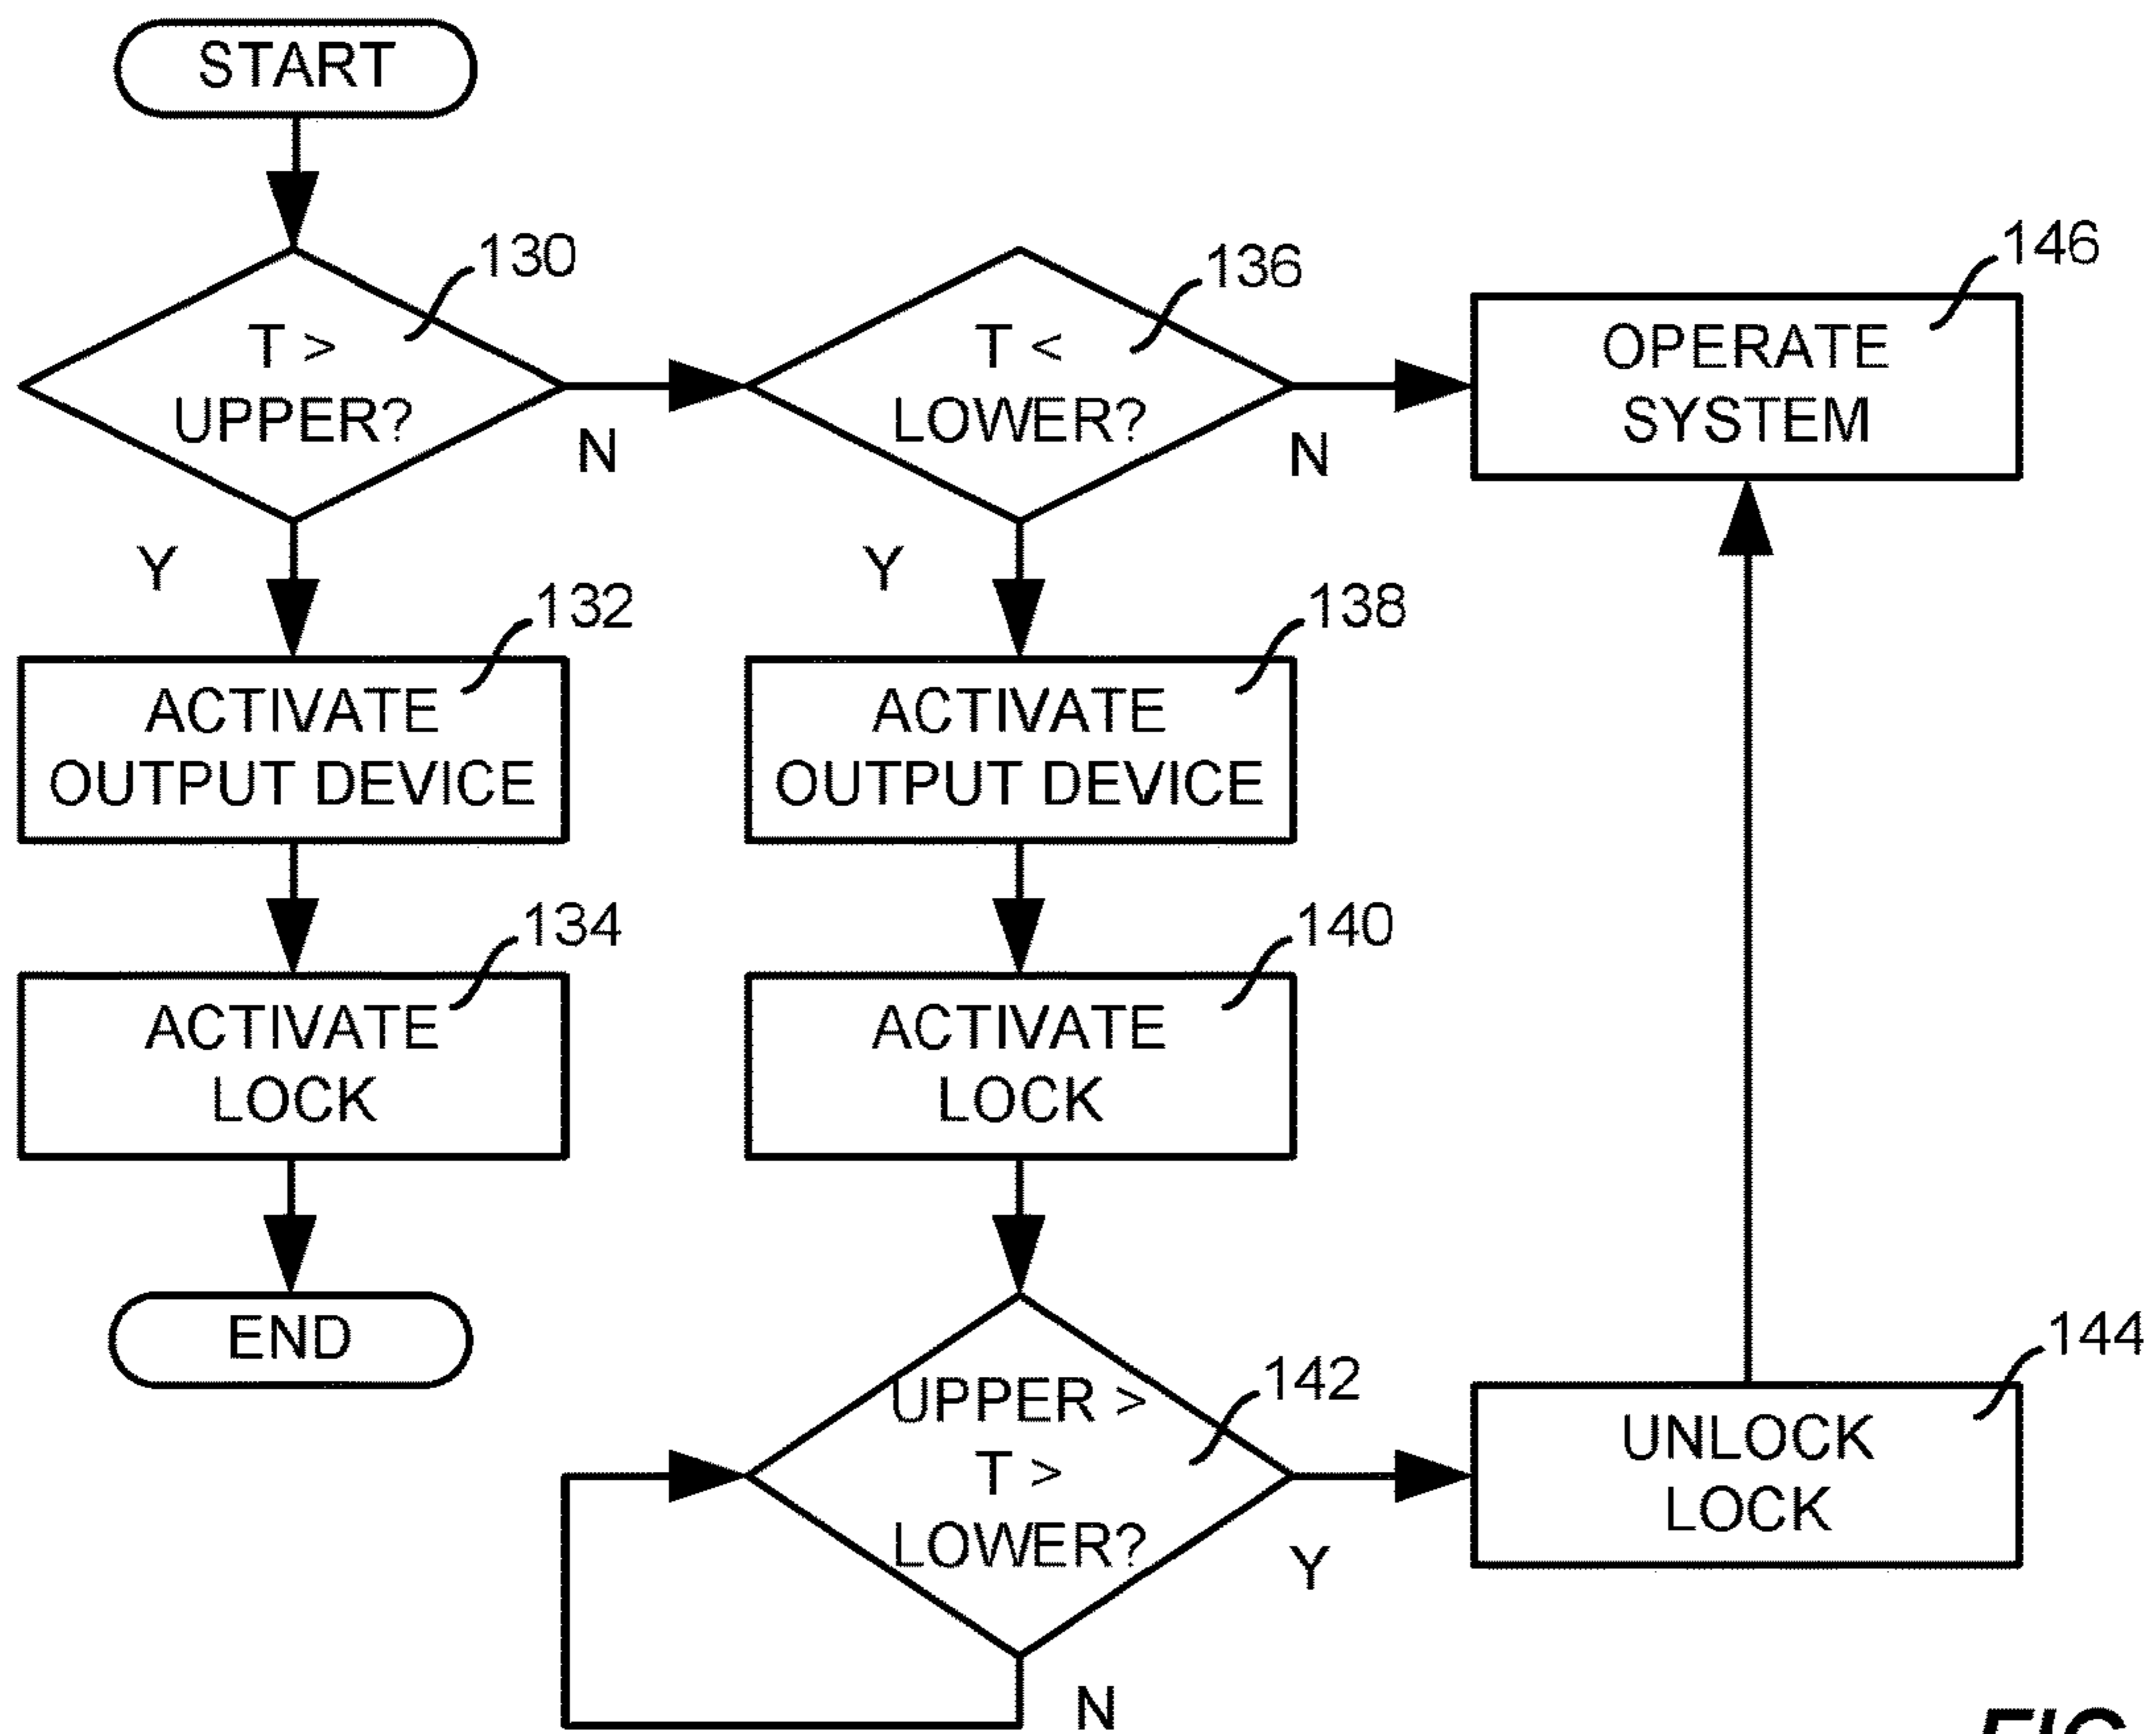 START
130
T >
UPPER?
N
Y
136
T <
LOWER?
N
Y
146
OPERATE
SYSTEM
132
ACTIVATE
OUTPUT DEVICE
138
ACTIVATE
OUTPUT DEVICE
134
ACTIVATE
LOCK
140
ACTIVATE
LOCK
END
142
UPPER >
T >
LOWER?
Y
N
144
UNLOCK
LOCK